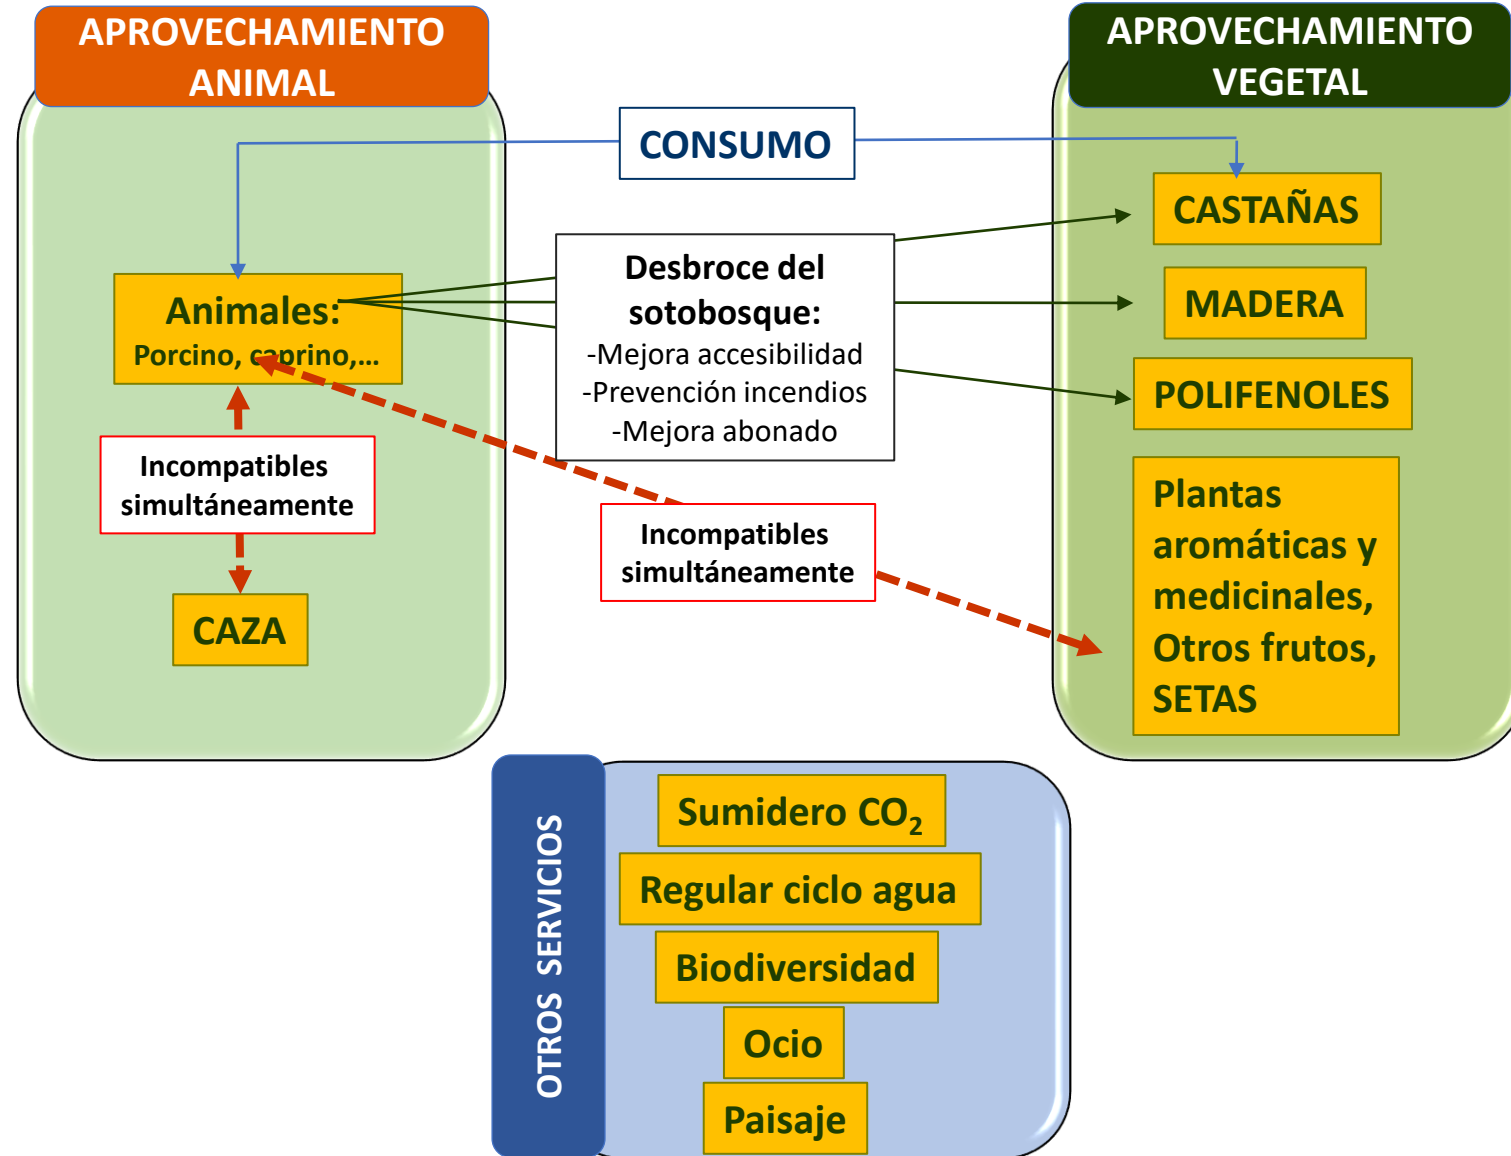 APROVECHAMIENTO
ANIMAL
APROVECHAMIENTO
VEGETAL
CONSUMO
CASTAÑAS
Desbroce del
sotobosque:
-Mejora accesibilidad
-Prevención incendios
-Mejora abonado
Animales:
Porcino, caprino,...
MADERA
POLIFENOLES
Incompatibles
simultáneamente
CAZA
Incompatibles
simultáneamente
Plantas
aromáticas y
medicinales,
Otros frutos,
SETAS
OTROS SERVICIOS
Sumidero CO₂
Regular ciclo agua
Biodiversidad
Ocio
Paisaje